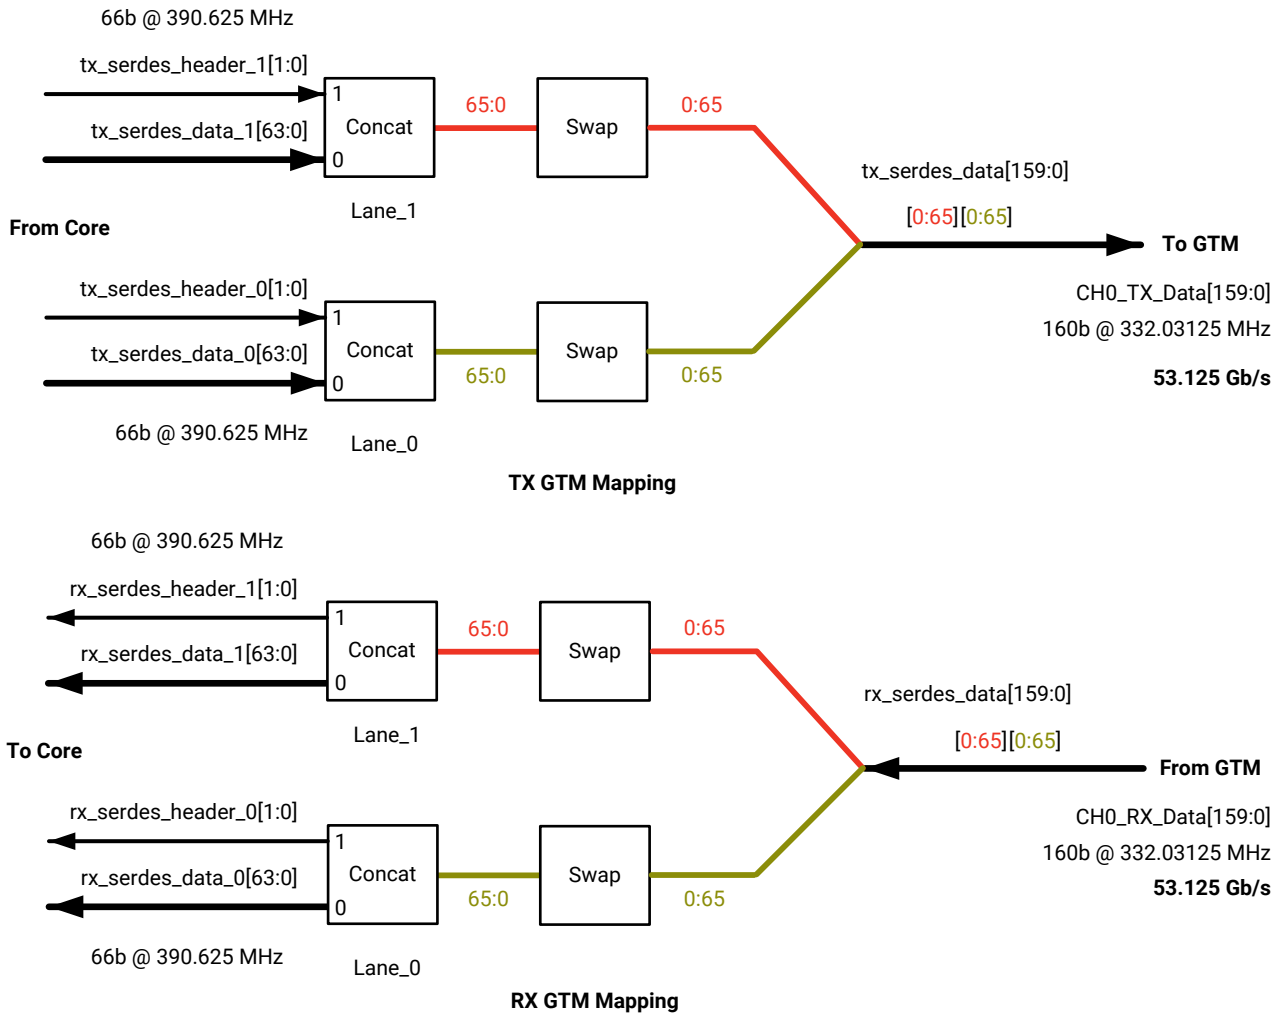 66b @ 390.625 MHz
tx_serdes_header_1[1:0]
1
65:0
0:65
Concat
Swap
tx_serdes_data_1[63:0]
0
Lane_1
tx_serdes_data[159:0]
[0:65][0:65]
From Core
To GTM
tx_serdes_header_0[1:0]
1
CH0_TX_Data[159:0]
160b @ 332.03125 MHz
Concat
Swap
tx_serdes_data_0[63:0]
0
65:0
0:65
53.125 Gb/s
66b @ 390.625 MHz
Lane_0
TX GTM Mapping
66b @ 390.625 MHz
rx_serdes_header_1[1:0]
1
65:0
0:65
Concat
Swap
rx_serdes_data_1[63:0]
0
Lane_1
rx_serdes_data[159:0]
[0:65][0:65]
To Core
From GTM
rx_serdes_header_0[1:0]
1
CH0_RX_Data[159:0]
160b @ 332.03125 MHz
Concat
Swap
rx_serdes_data_0[63:0]
0
65:0
0:65
53.125 Gb/s
66b @ 390.625 MHz
Lane_0
RX GTM Mapping